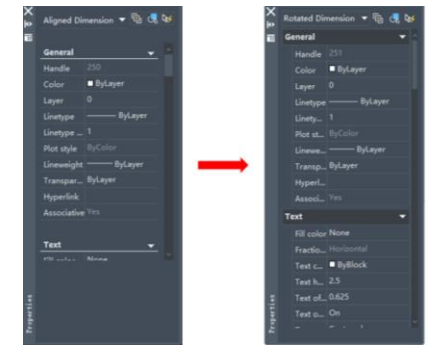 Aligned Dimension
General
Handle 250
Color ByLayer
Layer 0
Linetype ByLayer
Linetype ... 1
Plot style ByColor
Lineweight ByLayer
Transpar... ByLayer
Hyperlink
Associative Yes
Text
Fill color None
Properties
Rotated Dimension
General
Handle 251
Color ByLayer
Layer 0
Linetype ByLayer
Linety... 1
Plot st... ByColor
Linewe... ByLayer
Transp... ByLayer
Hyperl...
Associ... Yes
Text
Fill color None
Fractio... Horizontal
Text c... ByBlock
Text h... 2.5
Text of... 0.625
Text o... On
Properties